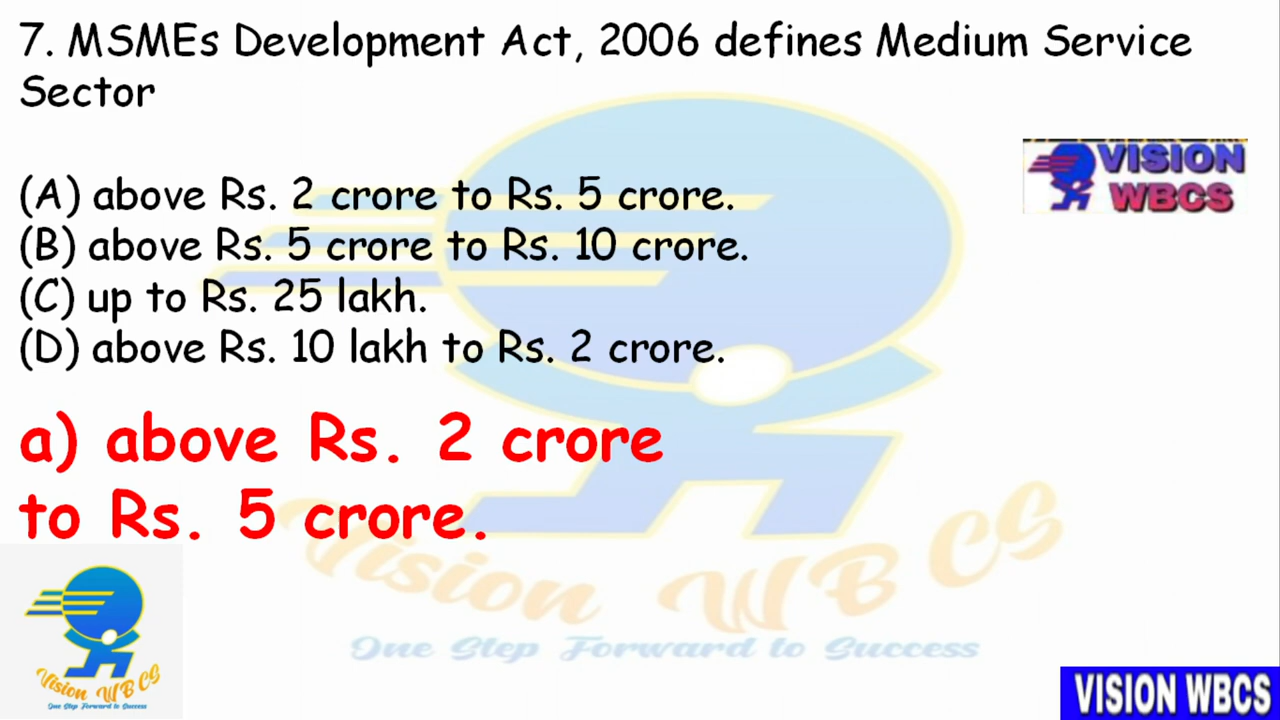 7. MSMEs Development Act, 2006 defines Medium Service
Sector
VISION
WBCS
(A) above Rs. 2 crore to Rs. 5 crore.
(B) above Rs. 5 crore to Rs. 10 crore.
(C) up to Rs. 25 lakh.
(D) above Rs. 10 lakh to Rs. 2 crore.
a) above Rs. 2 crore
to Rs. 5 crore.
Vision WBCS
One Step Forward to Success
Vision WBCS
One Step Forward to Success
VISION WBCS